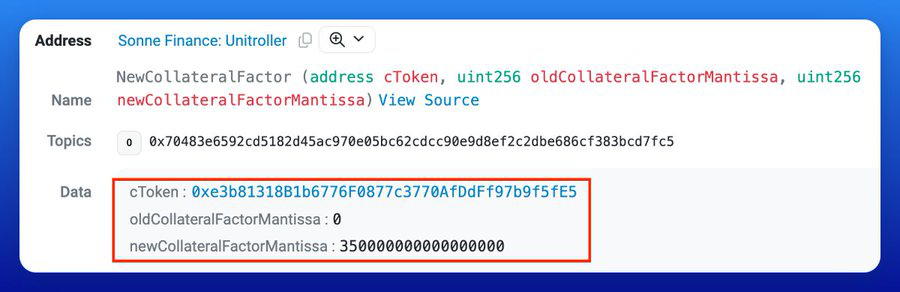 Address Sonne Finance: Unitroller
NewCollateralFactor (address cToken, uint256 oldCollateralFactorMantissa, uint256
Name newCollateralFactorMantissa) View Source
Topics 0 0x70483e6592cd5182d45ac970e05bc62cdcc90e9d8ef2c2dbe686cf383bcd7fc5
Data cToken : 0xe3b81318B1b6776F0877c3770AfDdFf97b9f5fE5
oldCollateralFactorMantissa : 0
newCollateralFactorMantissa : 350000000000000000